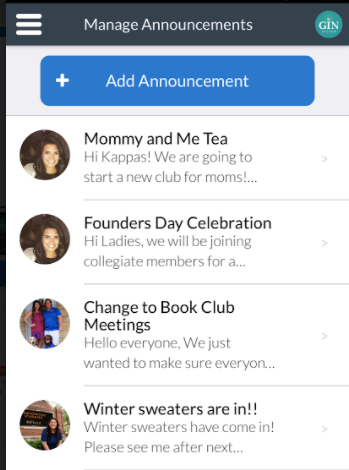 Manage Announcements
GIN
+ Add Announcement
Mommy and Me Tea
Hi Kappas! We are going to
start a new club for moms!...
>
Founders Day Celebration
Hi Ladies, we will be joining
collegiate members for a...
>
Change to Book Club
Meetings
Hello everyone, We just
wanted to make sure everyon...
>
Winter sweaters are in!!
Winter sweaters have come in!
Please see me after next...
>